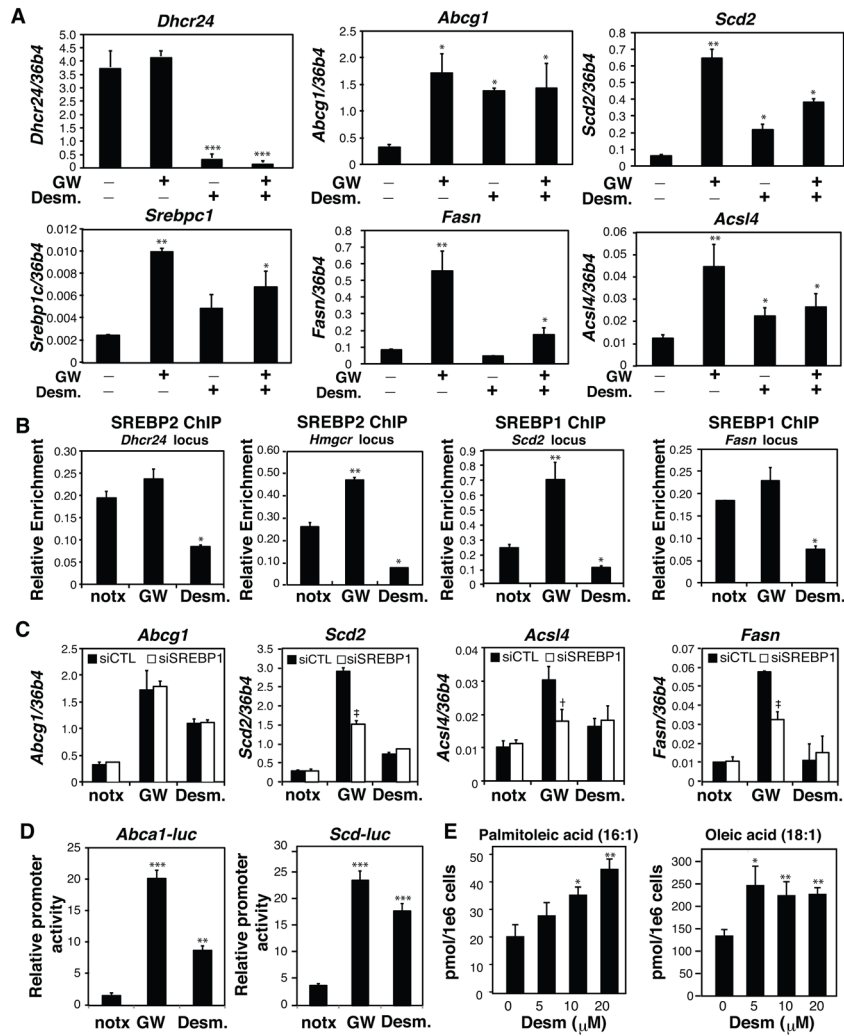 A
Dhcr24
Dhcr24/36b4
4.5
4.0
3.5
3.0
2.5
2.0
1.5
1.0
0.5
0
***
***
GW – + – +
Desm. – – + +
Abcg1
Abcg1/36b4
2.5
2.0
1.5
1.0
0.5
0
*
*
*
GW – + – +
Desm. – – + +
Scd2
Scd2/36b4
0.8
0.7
0.6
0.5
0.4
0.3
0.2
0.1
0
**
*
*
– + – +
– – + +
Srebpc1
Srebp1c/36b4
0.012
0.010
0.008
0.006
0.004
0.002
0.002
**
*
GW – + – +
Desm. – – + +
Fasn
Fasn/36b4
0.8
0.7
0.6
0.5
0.4
0.3
0.2
0.1
0
**
*
GW – + – +
Desm. – – + +
Acsl4
Acsl4/36b4
0.06
0.05
0.04
0.03
0.02
0.01
0
**
*
*
– + – +
– – + +
B
SREBP2 ChIP
Dhcr24 locus
Relative Enrichment
0.30
0.25
0.20
0.15
0.10
0.05
0
*
notx GW Desm.
SREBP2 ChIP
Hmgcr locus
Relative Enrichment
0.60
0.40
0.20
0.10
0
**
*
notx GW Desm.
SREBP1 ChIP
Scd2 locus
Relative Enrichment
0.9
0.8
0.7
0.6
0.5
0.4
0.3
0.2
0.1
0
**
*
notx GW Desm.
SREBP1 ChIP
Fasn locus
Relative Enrichment
0.30
0.25
0.20
0.15
0.10
0.05
0
*
notx GW Desm.
C
Abcg1
siCTL siSREBP1
Abcg1/36b4
2.5
2.0
1.5
1.0
0.5
0
notx GW Desm.
Scd2
siCTL siSREBP1
Scd2/36b4
3.5
3.0
2.5
2.0
1.5
1.0
0.5
0
‡
notx GW Desm.
Acsl4
siCTL siSREBP1
Acsl4/36b4
0.04
0.03
0.02
0.01
0
†
notx GW Desm.
Fasn
siCTL siSREBP1
Fasn/36b4
0.07
0.06
0.05
0.04
0.03
0.02
0.01
0
‡
notx GW Desm.
D
Abca1-luc
Relative promoter
activity
25
20
15
10
5
0
***
**
notx GW Desm.
Scd-luc
Relative promoter
activity
30
25
20
15
10
5
0
***
***
notx GW Desm.
E
Palmitoleic acid (16:1)
pmol/1e6 cells
50
40
30
20
10
0
*
**
0 5 10 20
Desm (μM)
Oleic acid (18:1)
pmol/1e6 cells
300
250
200
150
100
50
0
*
**
**
0 5 10 20
Desm (μM)